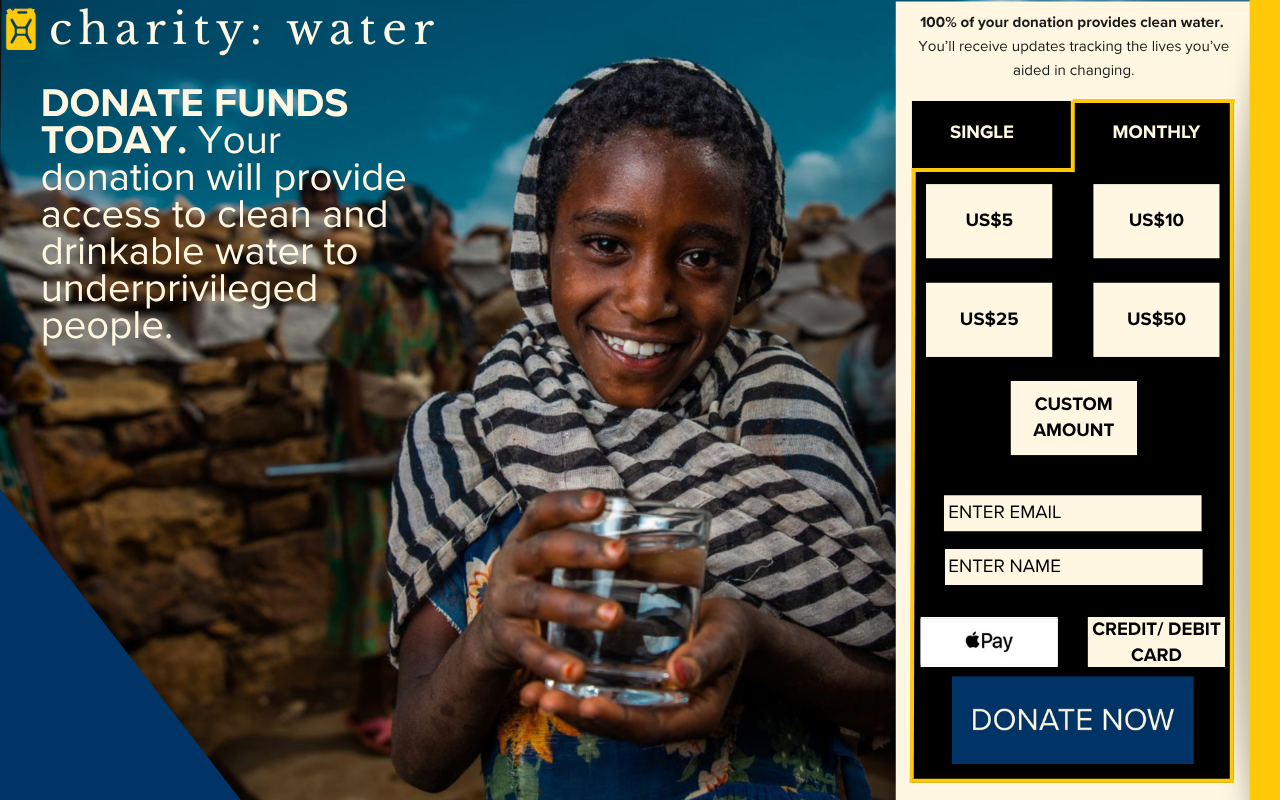 charity: water
DONATE FUNDS
TODAY. Your
donation will provide
access to clean and
drinkable water to
underprivileged
people.
100% of your donation provides clean water.
You’ll receive updates tracking the lives you’ve
aided in changing.
SINGLE
MONTHLY
US$5
US$10
US$25
US$50
CUSTOM
AMOUNT
ENTER EMAIL
ENTER NAME
Pay
CREDIT/ DEBIT
CARD
DONATE NOW